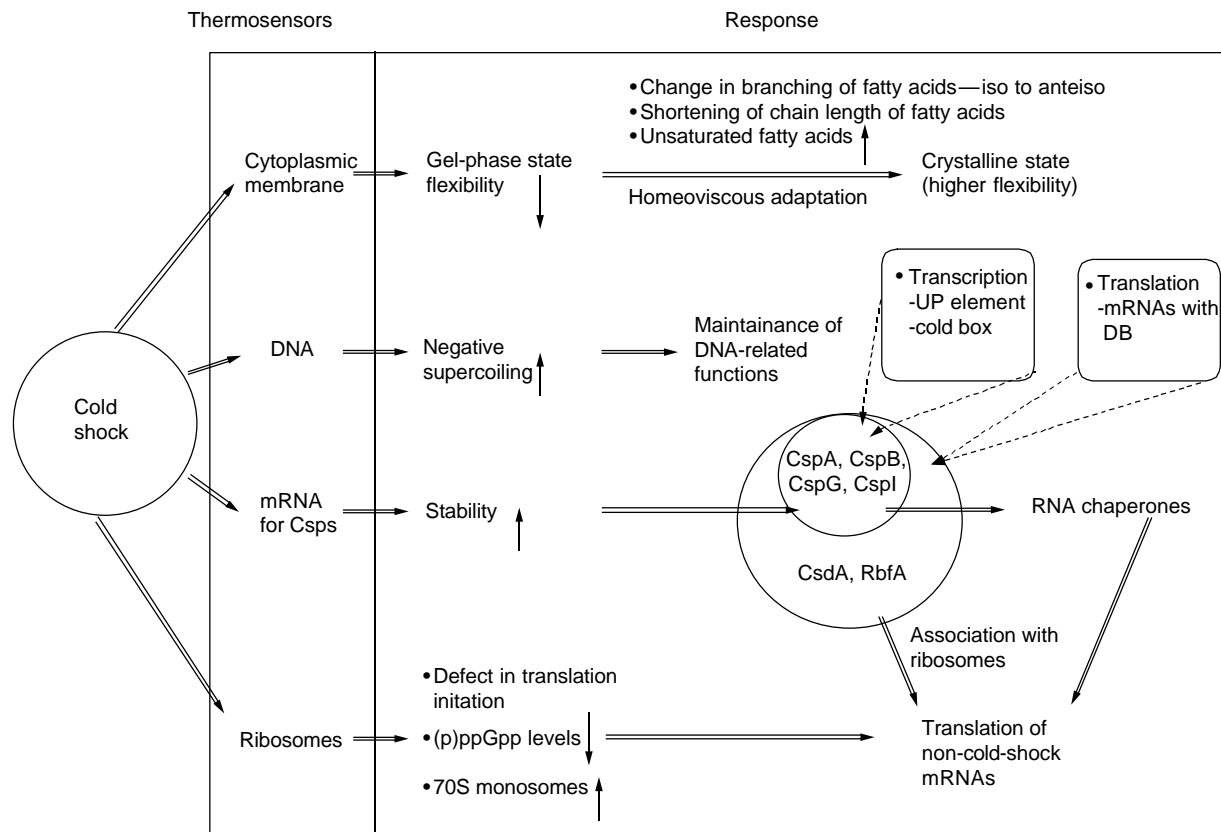 Thermosensors
Response
• Change in branching of fatty acids—iso to anteiso
• Shortening of chain length of fatty acids
• Unsaturated fatty acids
Cytoplasmic
membrane
Gel-phase state
flexibility
Homeoviscous adaptation
Crystalline state
(higher flexibility)
• Transcription
-UP element
-cold box
• Translation
-mRNAs with
DB
DNA
Negative
supercoiling
Maintainance of
DNA-related
functions
Cold
shock
mRNA
for Csps
Stability
CspA, CspB,
CspG, CspI
RNA chaperones
CsdA, RbfA
Association with
ribosomes
Ribosomes
• Defect in translation
initation
• (p)ppGpp levels
• 70S monosomes
Translation of
non-cold-shock
mRNAs